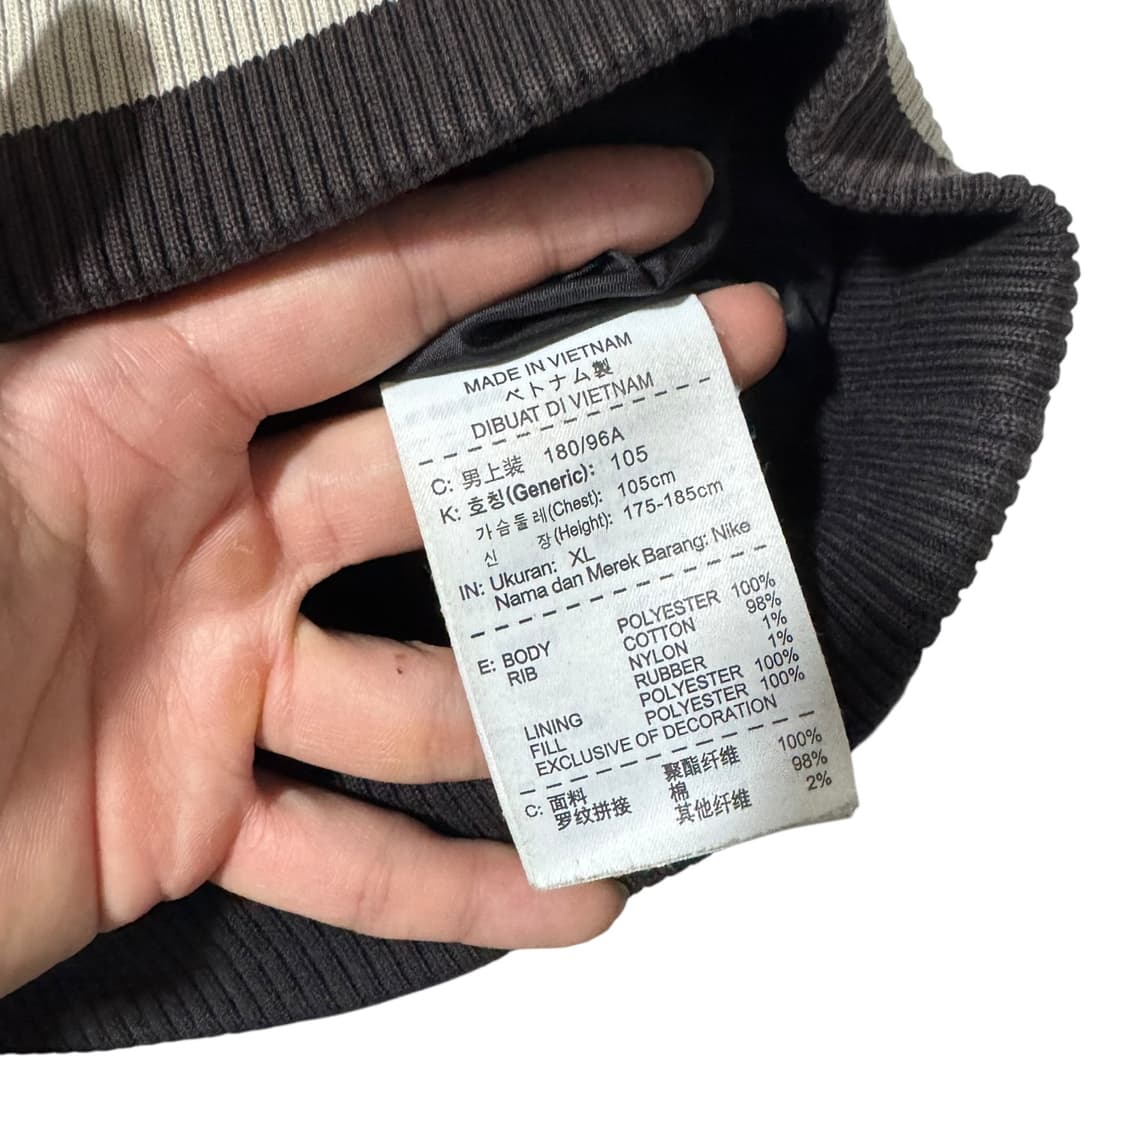 MADE IN VIETNAM
ベトナム製
DIBUAT DI VIETNAM
C: 男上装 180/96A
K: 호칭(Generic): 105
가슴둘레(Chest): 105cm
신 장(Height): 175-185cm
IN: Ukuran: XL
Nama dan Merek Barang: Nike
E: BODY POLYESTER 100%
RIB COTTON 98%
NYLON 1%
RUBBER 1%
LINING POLYESTER 100%
FILL POLYESTER 100%
EXCLUSIVE OF DECORATION
C: 面料 聚酯纤维 100%
罗纹拼接 棉 98%
其他纤维 2%